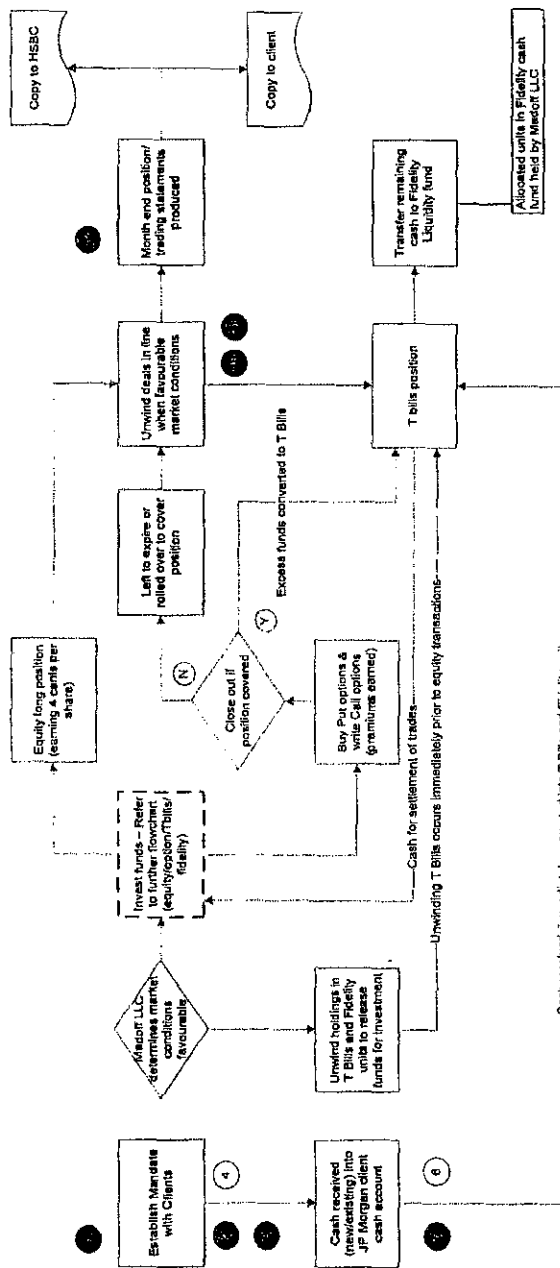 Establish Mandate
with Clients
4
Cash received
(new/existing) into
JP Morgan client
cash account
6
Madoff LLC
determines market
conditions
favourable
Unwind holdings in
T Bills and Fidelity
units to release
funds for investment
Invest funds – Refer
to further flowchart
(equity/option/Tbills/
fidelity)
Equity long position
(earning 4 cents per
share)
Buy Put options &
write Call options
(premiums earned)
Close out if
position covered
N
Y
Left to expire or
rolled over to cover
position
Excess funds converted to T Bills
Cash for settlement of trades
Unwinding T Bills occurs immediately prior to equity transactions
Unwind deals in line
when favourable
market conditions
T bills position
Month end position/
trading statements
produced
Transfer remaining
cash to Fidelity
Liquidity fund
Copy to HSBC
Copy to client
Allocated units in Fidelity cash
fund held by Madoff LLC